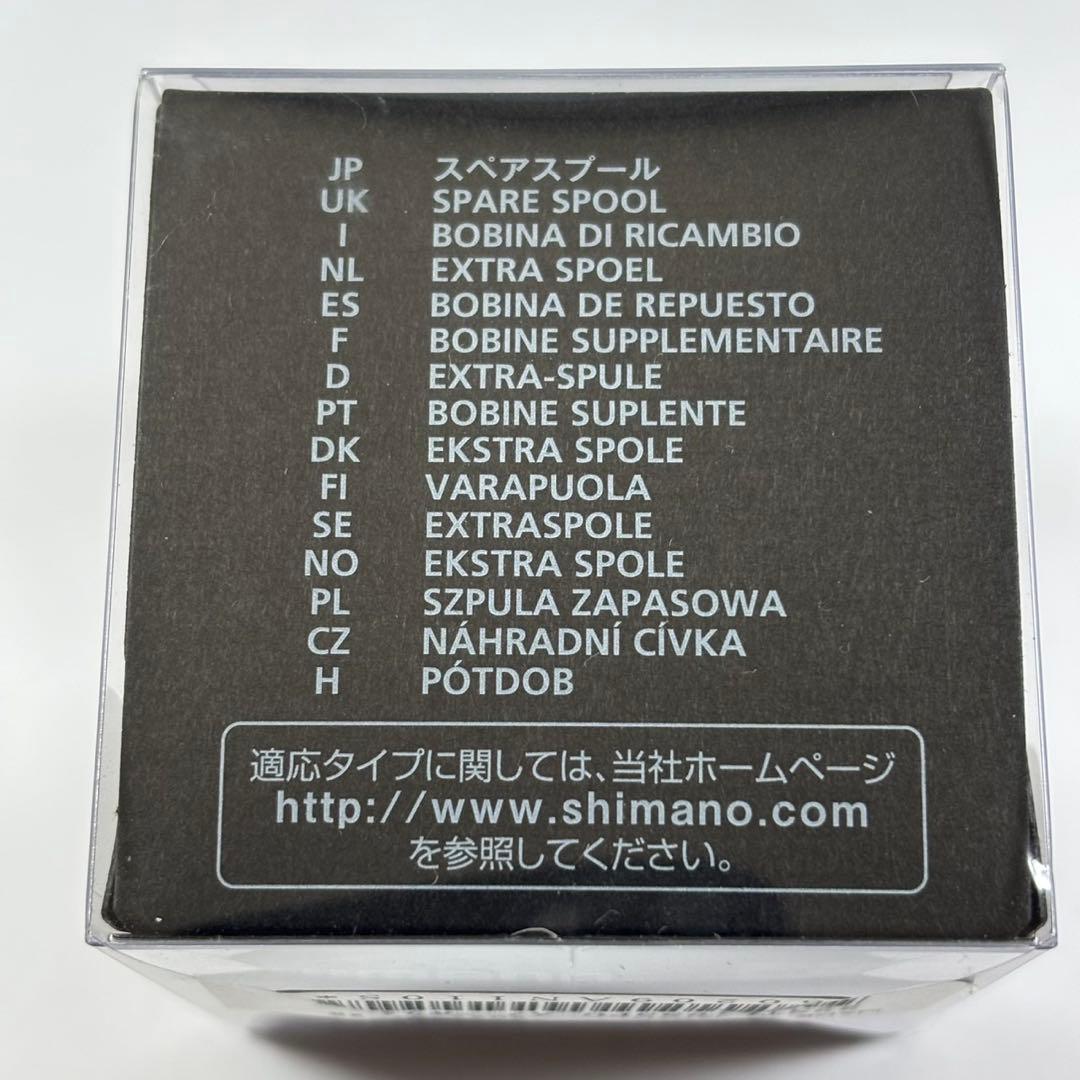 JP スペアスプール
UK SPARE SPOOL
I BOBINA DI RICAMBIO
NL EXTRA SPOEL
ES BOBINA DE REPUESTO
F BOBINE SUPPLEMENTAIRE
D EXTRA-SPULE
PT BOBINE SUPLENTE
DK EKSTRA SPOLE
FI VARAPUOLA
SE EXTRASPOLE
NO EKSTRA SPOLE
PL SZPULA ZAPASOWA
CZ NÁHRADNÍ CÍVKA
H PÓTDOB
適応タイプに関しては、当社ホームページ
http://www.shimano.com
を参照してください。